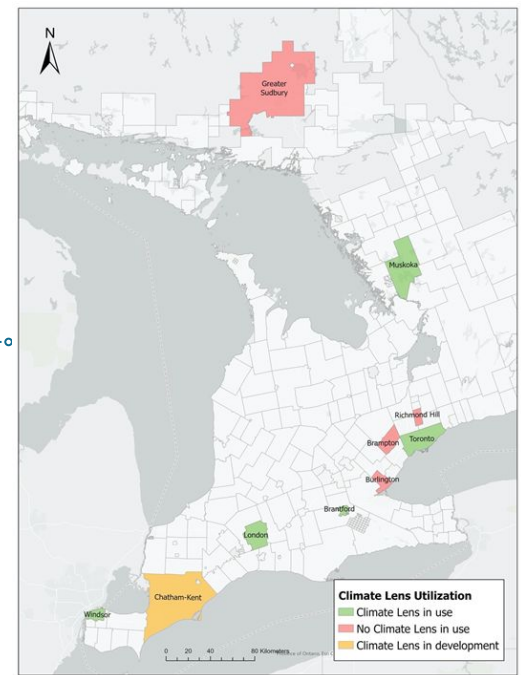 N
Greater
Sudbury
Muskoka
Richmond Hill
Brampton
Toronto
Burlington
Brantford
London
Chatham-Kent
Windsor
Climate Lens Utilization
Climate Lens in use
No Climate Lens in use
Climate Lens in development
0 20 40 80 Kilometers